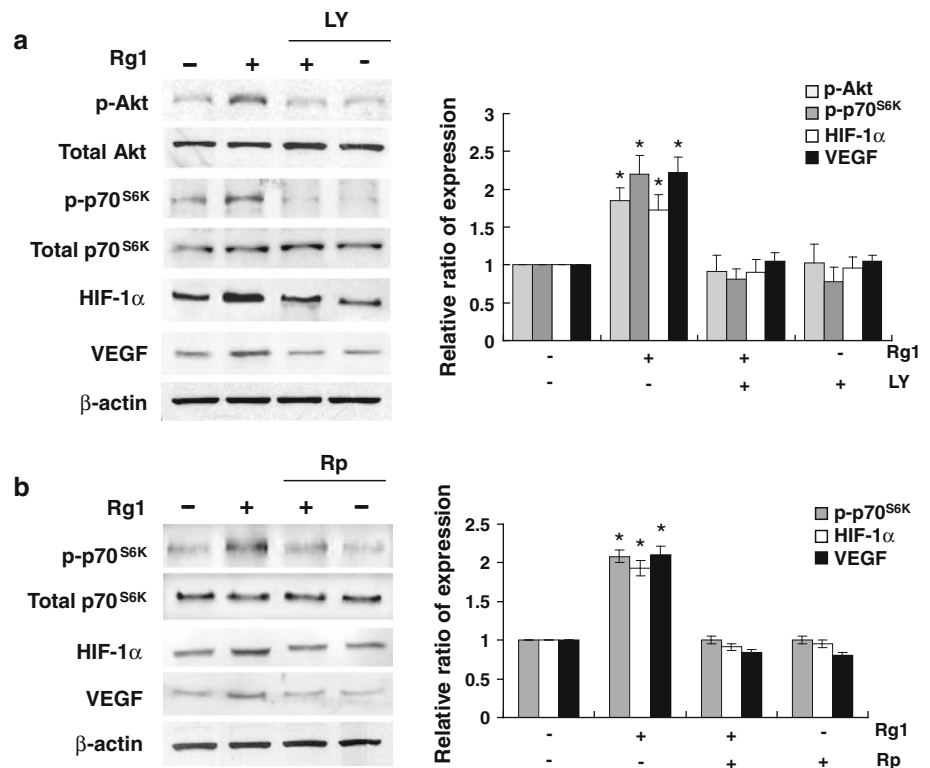 a
LY
Rg1 − + + -
p-Akt
Total Akt
p-p70S6K
Total p70S6K
HIF-1α
VEGF
β-actin
Relative ratio of expression
3
2.5
2
1.5
1
0.5
0
p-Akt
p-p70S6K
HIF-1α
VEGF
* * * *
- + + - Rg1
- - + + LY
b
Rp
Rg1 − + + −
p-p70S6K
Total p70S6K
HIF-1α
VEGF
β-actin
Relative ratio of expression
2.5
2
1.5
1
0.5
0
p-p70S6K
HIF-1α
VEGF
* * *
- + + - Rg1
- - + + Rp